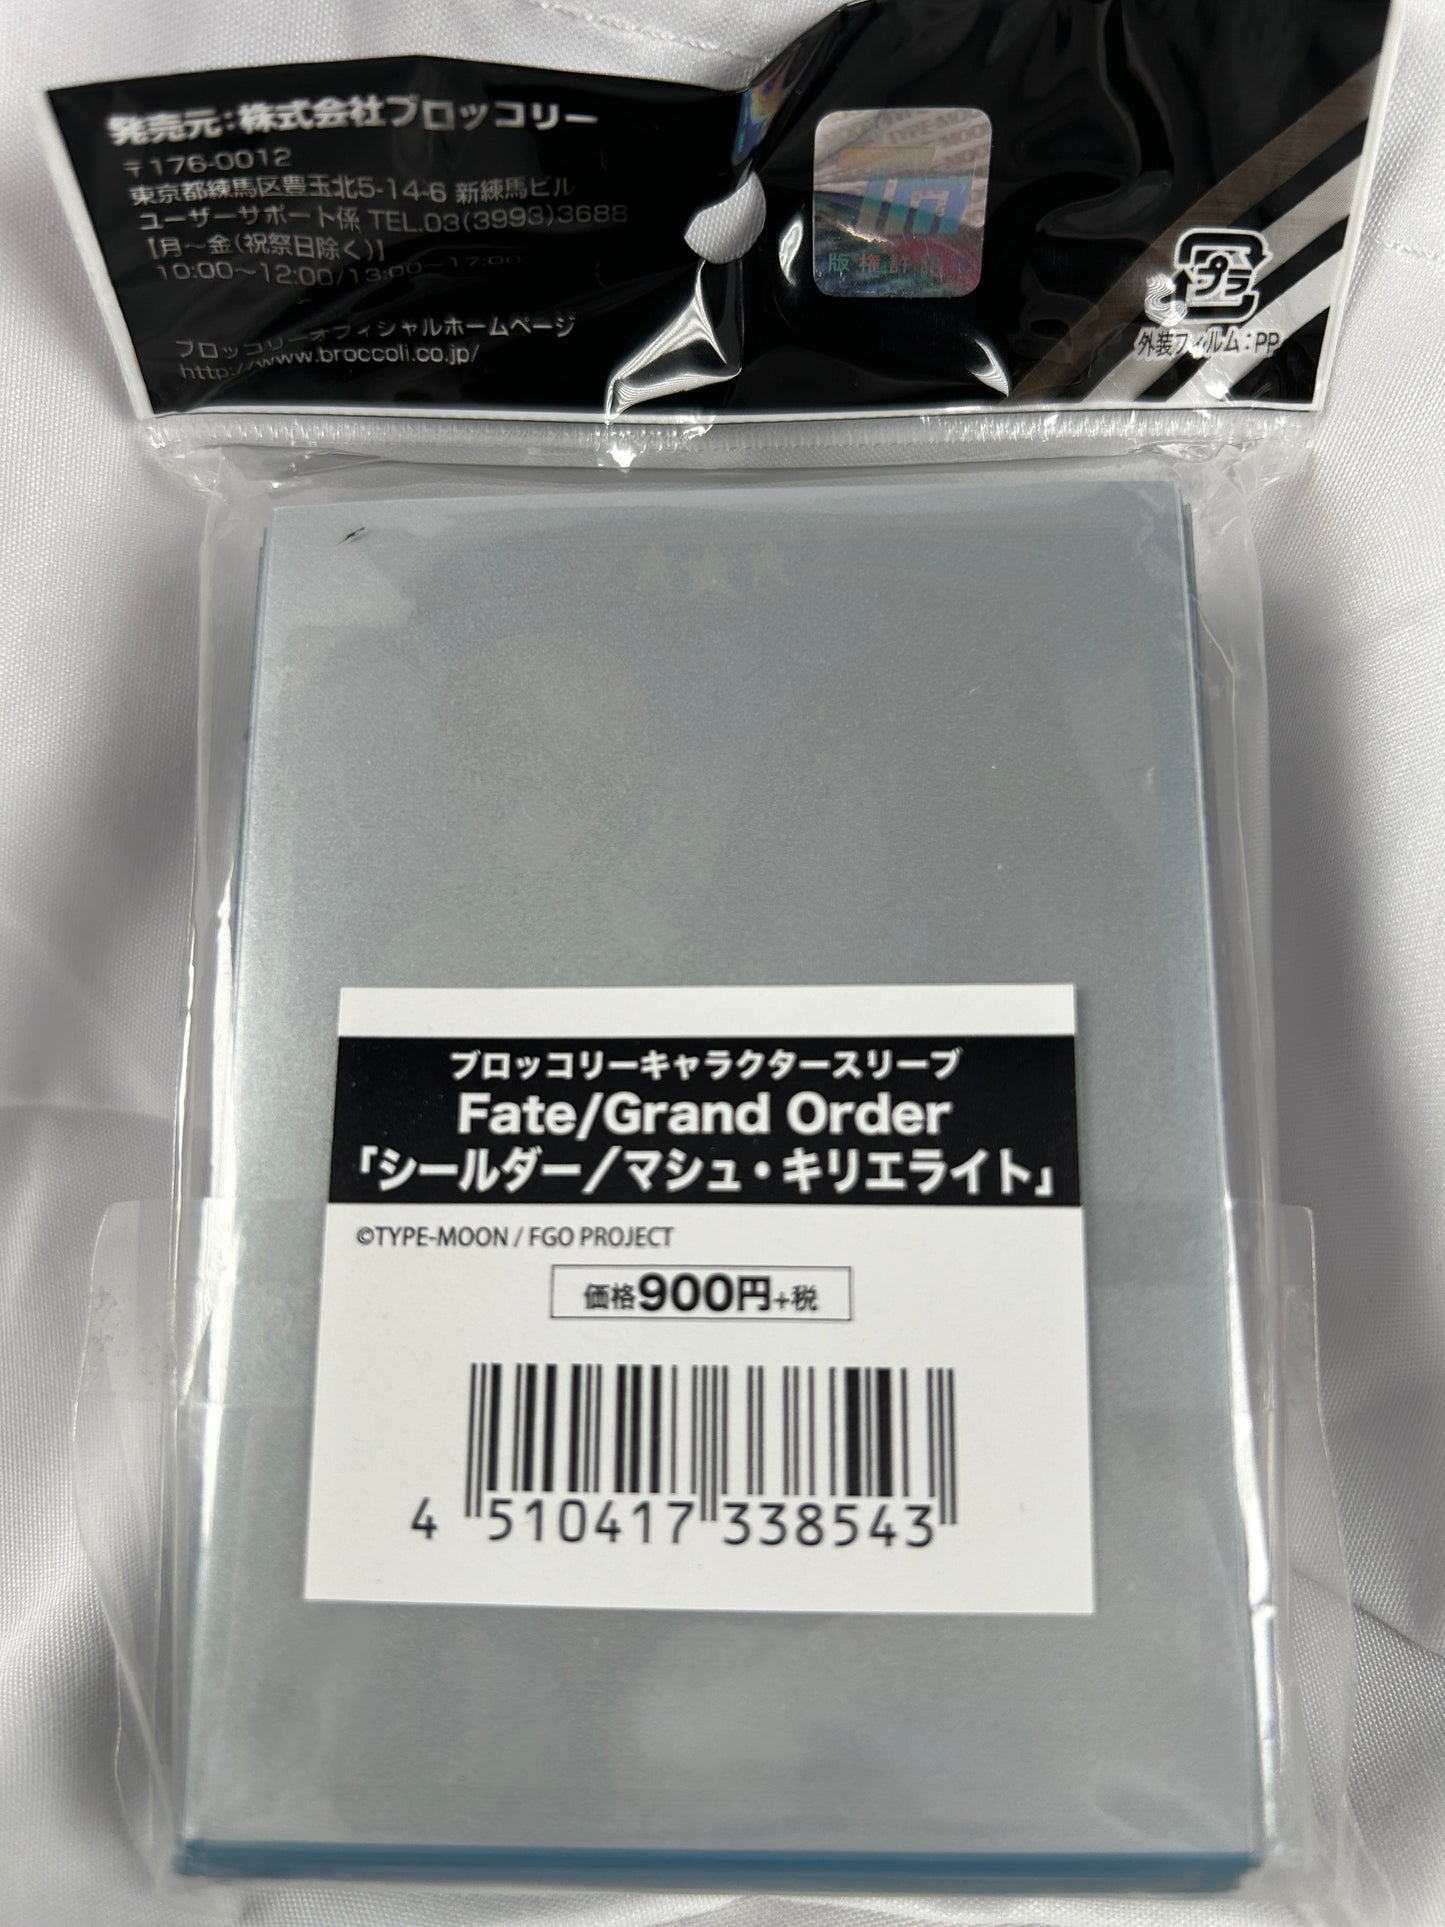 発売元：株式会社ブロッコリー
〒176-0012
東京都練馬区豊玉北5-14-6 新練馬ビル
ユーザーサポート係 TEL.03(3993)3688
【月～金(祝祭日除く)】
10:00～12:00/13:00～17:00
ブロッコリーオフィシャルホームページ
http://www.broccoli.co.jp/
TYPE-MOON
版権許諾
プラ
外装フィルム：PP
ブロッコリーキャラクタースリーブ
Fate/Grand Order
「シールダー／マシュ・キリエライト」
©TYPE-MOON / FGO PROJECT
価格900円+税
4 510417 338543